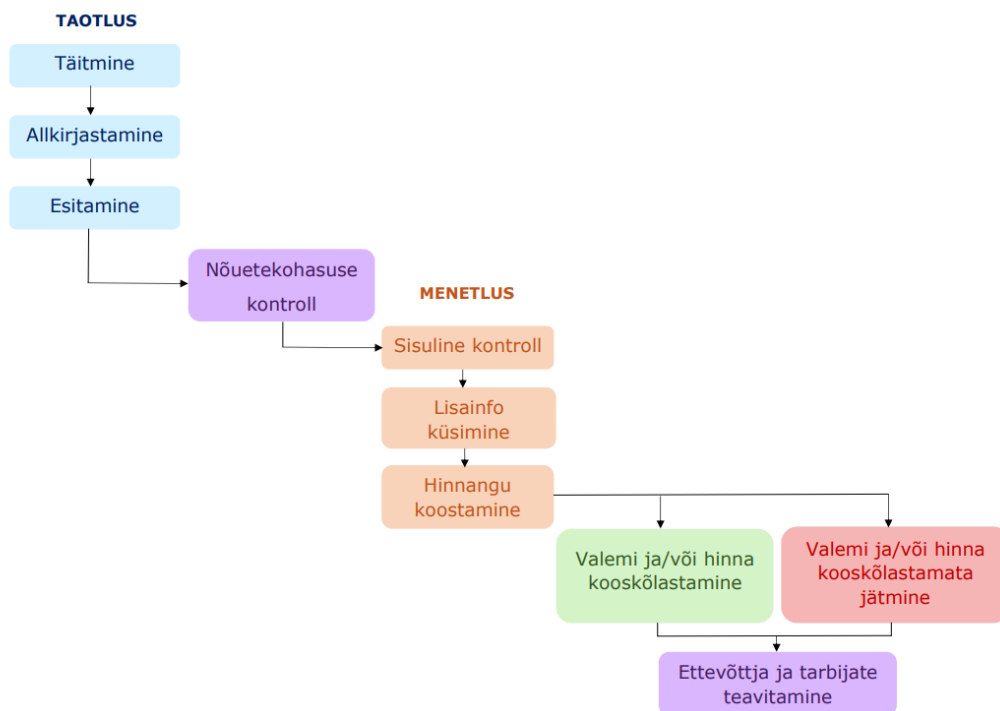 TAOTLUS
Täitmine
Allkirjastamine
Esitamine
Nõuetekohasuse
kontroll
MENETLUS
Sisuline kontroll
Lisainfo
küsimine
Hinnangu
koostamine
Valemi ja/või hinna
kooskõlastamine
Valemi ja/või hinna
kooskõlastamata
jätmine
Ettevõttja ja tarbijate
teavitamine